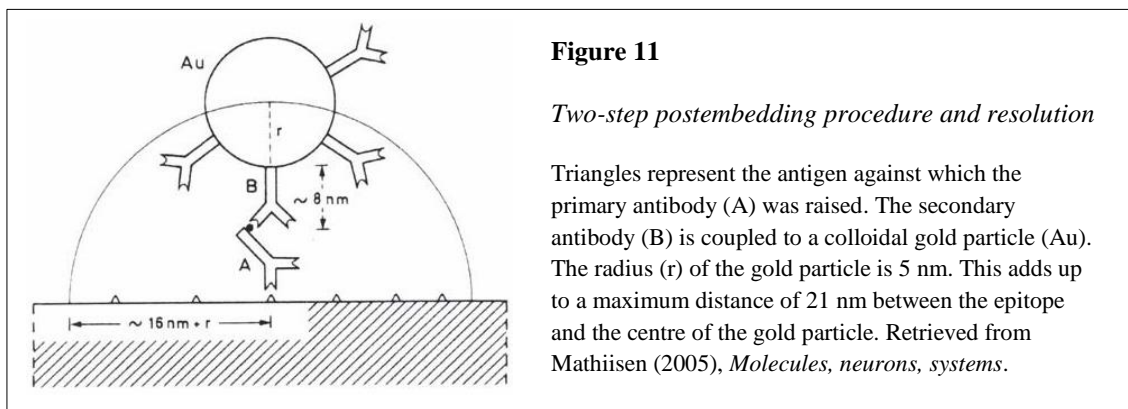 Au
r
B
~ 8 nm
A
~ 16 nm + r
Figure 11
Two-step postembedding procedure and resolution
Triangles represent the antigen against which the
primary antibody (A) was raised. The secondary
antibody (B) is coupled to a colloidal gold particle (Au).
The radius (r) of the gold particle is 5 nm. This adds up
to a maximum distance of 21 nm between the epitope
and the centre of the gold particle. Retrieved from
Mathiisen (2005), Molecules, neurons, systems.